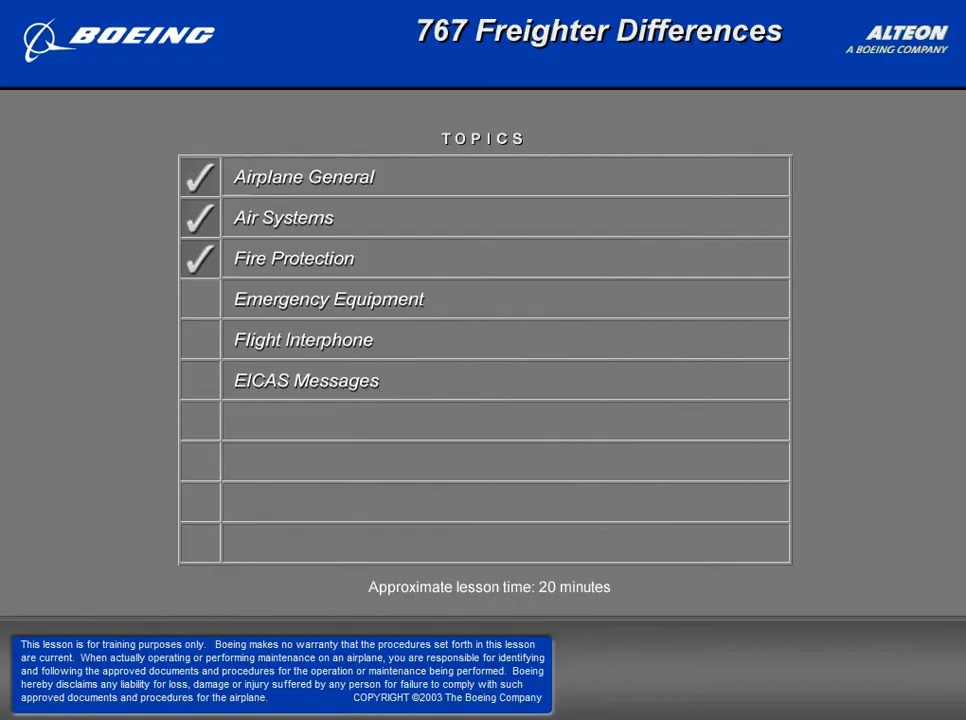 BOEING
767 Freighter Differences
ALTEON
A BOEING COMPANY
TOPICS
Airplane General
Air Systems
Fire Protection
Emergency Equipment
Flight Interphone
EICAS Messages
Approximate lesson time: 20 minutes
This lesson is for training purposes only. Boeing makes no warranty that the procedures set forth in this lesson
are current. When actually operating or performing maintenance on an airplane, you are responsible for identifying
and following the approved documents and procedures for the operation or maintenance being performed. Boeing
hereby disclaims any liability for loss, damage or injury suffered by any person for failure to comply with such
approved documents and procedures for the airplane. COPYRIGHT ©2003 The Boeing Company